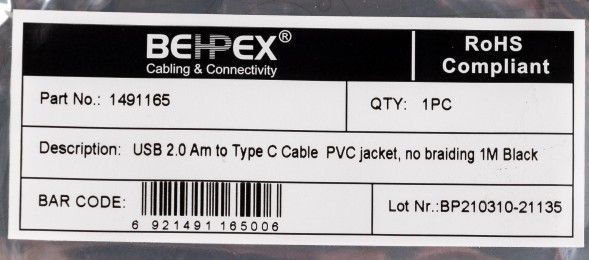 BEHPEX®
Cabling & Connectivity
RoHS
Compliant
Part No.: 1491165
QTY: 1PC
Description: USB 2.0 Am to Type C Cable PVC jacket, no braiding 1M Black
BAR CODE:
6 921491 165006
Lot Nr.:BP210310-21135